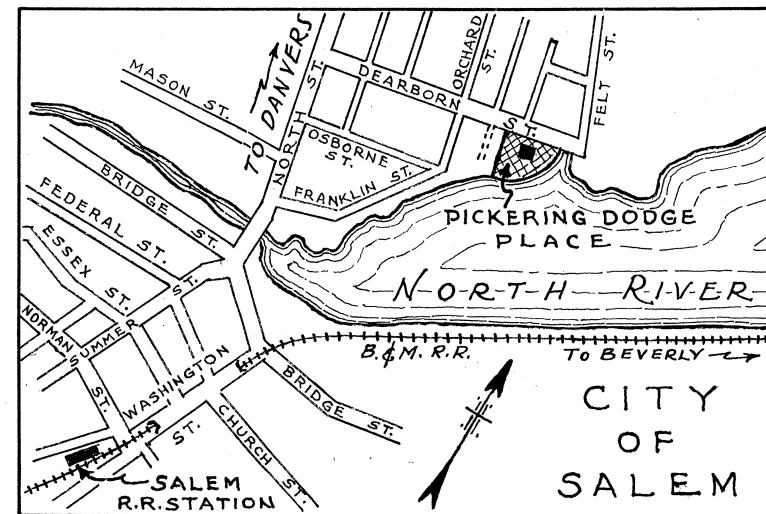 TO DANVERS
MASON ST.
NORTH ST.
DEARBORN ST.
ORCHARD ST.
FELT ST.
OSBORNE ST.
FRANKLIN ST.
BRIDGE ST.
FEDERAL ST.
ESSEX ST.
NORMAN ST.
SUMMER ST.
WASHINGTON ST.
CHURCH ST.
BRIDGE ST.
PICKERING DODGE
PLACE
NORTH RIVER
B.&M. R.R.
TO BEVERLY
SALEM
R.R. STATION
CITY
OF
SALEM